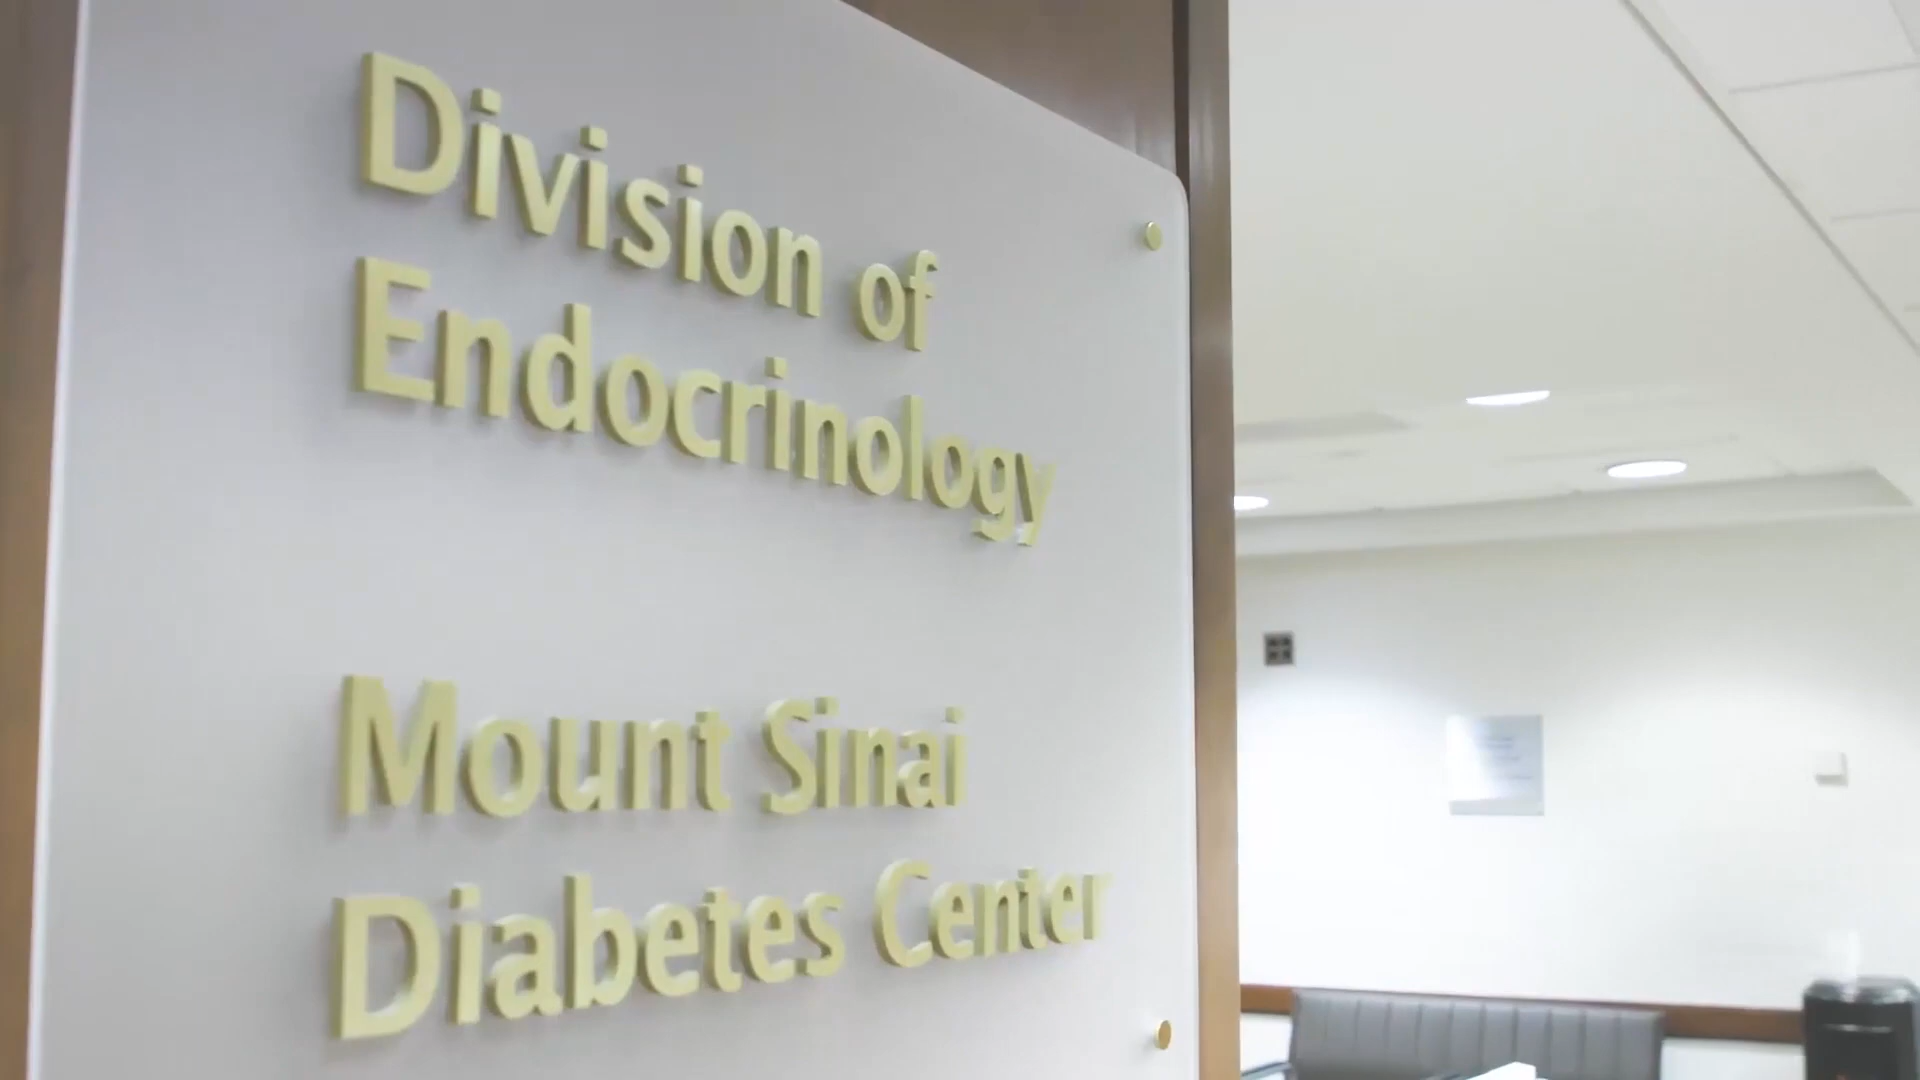 Division of
Endocrinology
Mount Sinai
Diabetes Center